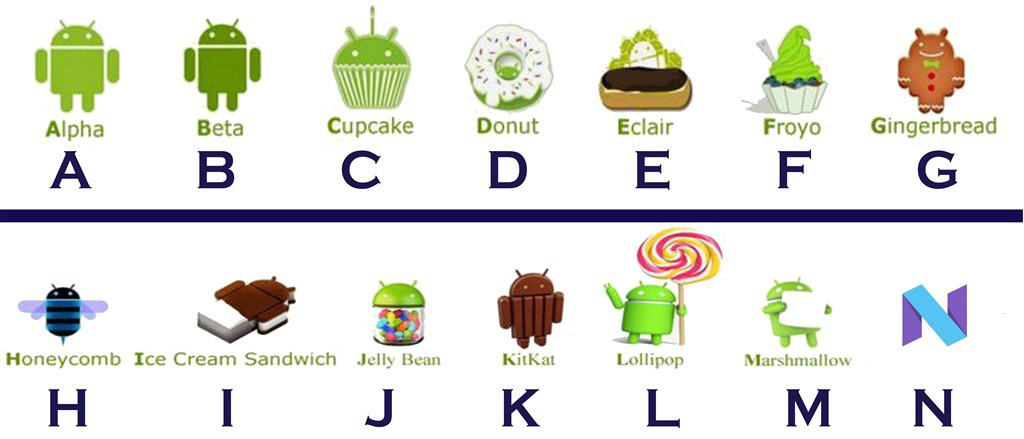 Alpha Beta Cupcake Donut Eclair Froyo Gingerbread
A B C D E F G
Honeycomb Ice Cream Sandwich Jelly Bean KitKat Lollipop Marshmallow
H I J K L M N